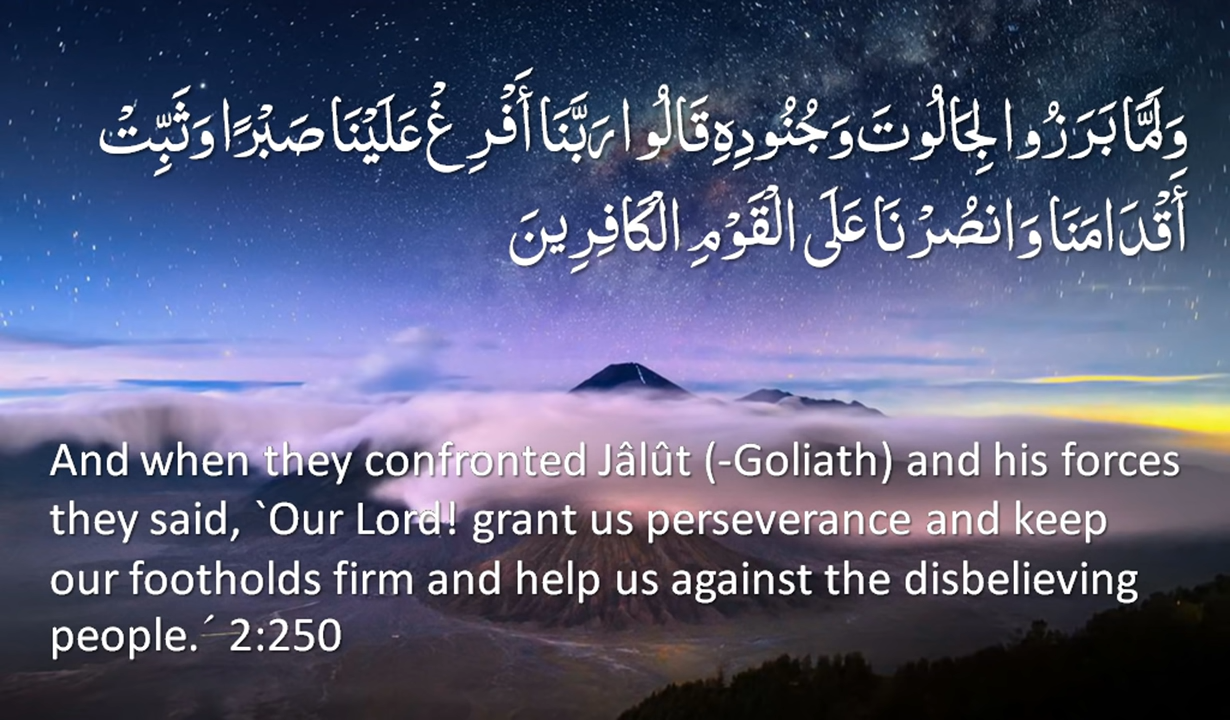 وَلَمَّا بَرَزُوا لِجَالُوتَ وَجُنُودِهِ قَالُوا رَبَّنَا أَفْرِغْ عَلَيْنَا صَبْرًا وَثَبِّتْ
أَقْدَامَنَا وَانصُرْنَا عَلَى الْقَوْمِ الْكَافِرِينَ
And when they confronted Jâlût (-Goliath) and his forces
they said, `Our Lord! grant us perseverance and keep
our footholds firm and help us against the disbelieving
people.´ 2:250